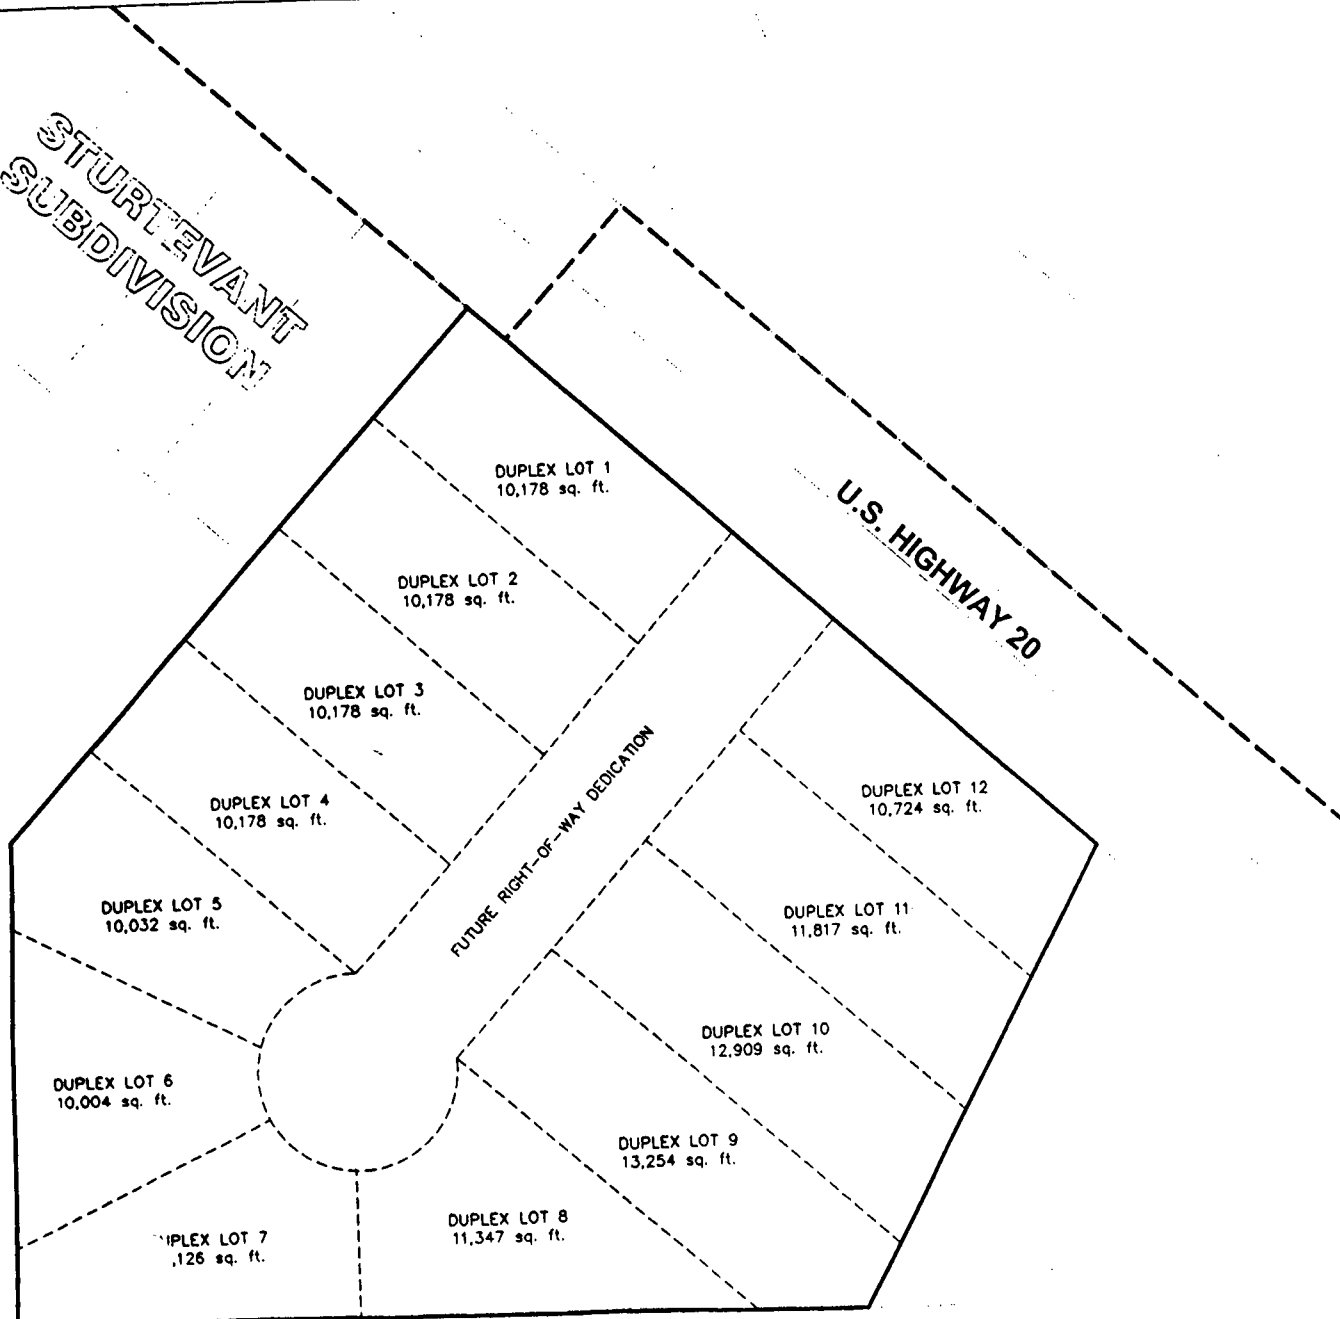 STURTEVANT
SUBDIVISION
DUPLEX LOT 1
10,178 sq. ft.
U.S. HIGHWAY 20
DUPLEX LOT 2
10,178 sq. ft.
DUPLEX LOT 3
10,178 sq. ft.
FUTURE RIGHT-OF-WAY DEDICATION
DUPLEX LOT 12
10,724 sq. ft.
DUPLEX LOT 4
10,178 sq. ft.
DUPLEX LOT 5
10,032 sq. ft.
DUPLEX LOT 11
11,817 sq. ft.
DUPLEX LOT 10
12,909 sq. ft.
DUPLEX LOT 6
10,004 sq. ft.
DUPLEX LOT 9
13,254 sq. ft.
DUPLEX LOT 8
11,347 sq. ft.
LOT 7
,126 sq. ft.